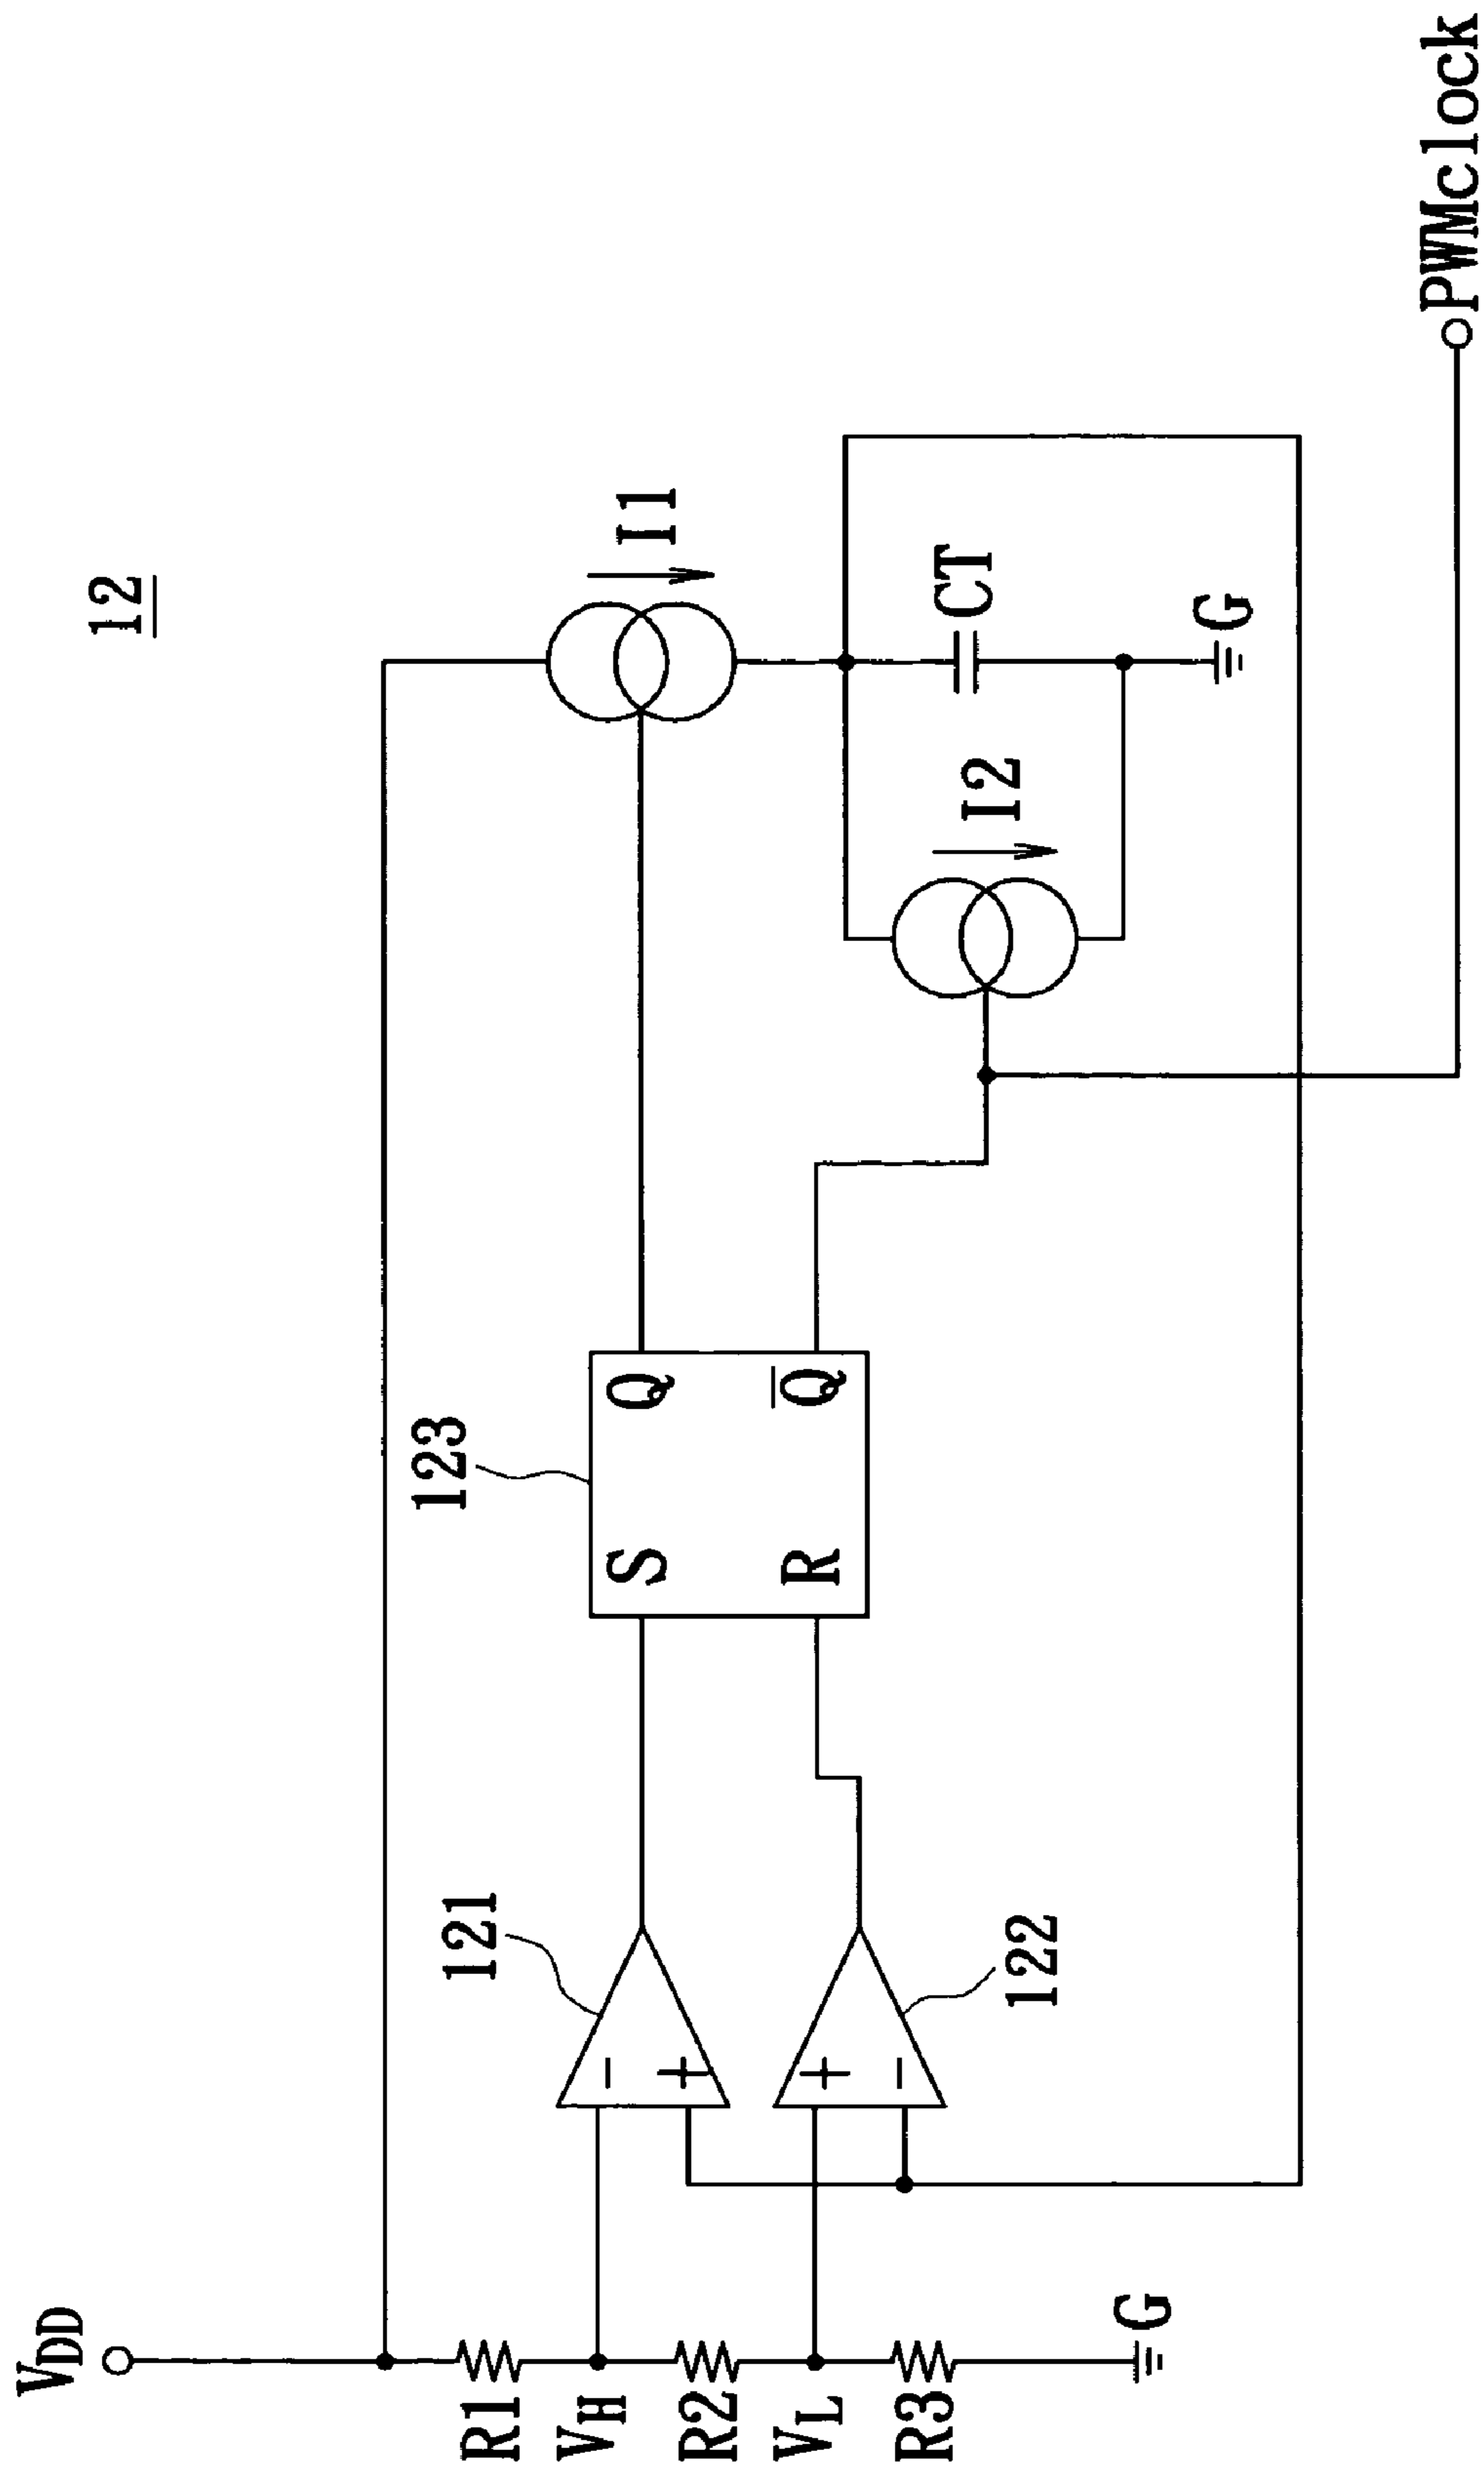 12
VDD
R1
VH
R2
VL
R3
G
121
122
123
S
R
Q
Q̅
I1
I2
CT
G
PWMclock
−
+
+
−